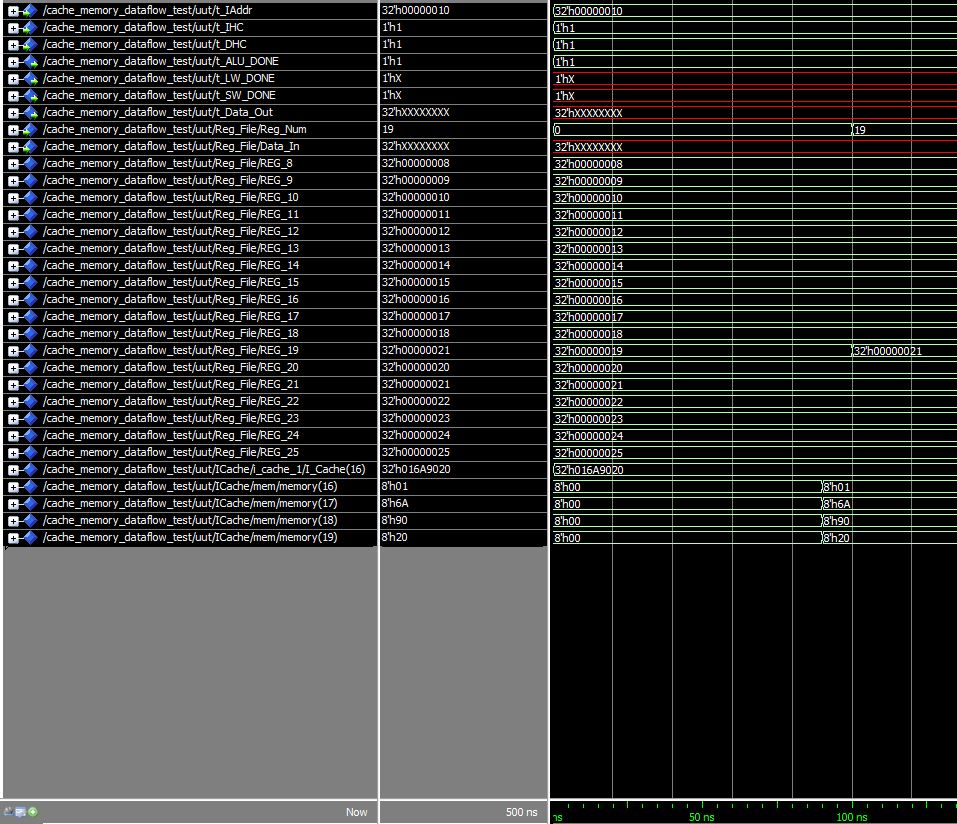 /cache_memory_dataflow_test/uut/t_IAddr 32'h00000010 32'h00000010
/cache_memory_dataflow_test/uut/t_IHC 1'h1 1'h1
/cache_memory_dataflow_test/uut/t_DHC 1'h1 1'h1
/cache_memory_dataflow_test/uut/t_ALU_DONE 1'h1 1'h1
/cache_memory_dataflow_test/uut/t_LW_DONE 1'hX 1'hX
/cache_memory_dataflow_test/uut/t_SW_DONE 1'hX 1'hX
/cache_memory_dataflow_test/uut/t_Data_Out 32'hXXXXXXXX 32'hXXXXXXXX
/cache_memory_dataflow_test/uut/Reg_File/Reg_Num 19 0 19
/cache_memory_dataflow_test/uut/Reg_File/Data_In 32'hXXXXXXXX 32'hXXXXXXXX
/cache_memory_dataflow_test/uut/Reg_File/REG_8 32'h00000008 32'h00000008
/cache_memory_dataflow_test/uut/Reg_File/REG_9 32'h00000009 32'h00000009
/cache_memory_dataflow_test/uut/Reg_File/REG_10 32'h00000010 32'h00000010
/cache_memory_dataflow_test/uut/Reg_File/REG_11 32'h00000011 32'h00000011
/cache_memory_dataflow_test/uut/Reg_File/REG_12 32'h00000012 32'h00000012
/cache_memory_dataflow_test/uut/Reg_File/REG_13 32'h00000013 32'h00000013
/cache_memory_dataflow_test/uut/Reg_File/REG_14 32'h00000014 32'h00000014
/cache_memory_dataflow_test/uut/Reg_File/REG_15 32'h00000015 32'h00000015
/cache_memory_dataflow_test/uut/Reg_File/REG_16 32'h00000016 32'h00000016
/cache_memory_dataflow_test/uut/Reg_File/REG_17 32'h00000017 32'h00000017
/cache_memory_dataflow_test/uut/Reg_File/REG_18 32'h00000018 32'h00000018
/cache_memory_dataflow_test/uut/Reg_File/REG_19 32'h00000021 32'h00000019 32'h00000021
/cache_memory_dataflow_test/uut/Reg_File/REG_20 32'h00000020 32'h00000020
/cache_memory_dataflow_test/uut/Reg_File/REG_21 32'h00000021 32'h00000021
/cache_memory_dataflow_test/uut/Reg_File/REG_22 32'h00000022 32'h00000022
/cache_memory_dataflow_test/uut/Reg_File/REG_23 32'h00000023 32'h00000023
/cache_memory_dataflow_test/uut/Reg_File/REG_24 32'h00000024 32'h00000024
/cache_memory_dataflow_test/uut/Reg_File/REG_25 32'h00000025 32'h00000025
/cache_memory_dataflow_test/uut/ICache/i_cache_1/I_Cache(16) 32'h016A9020 32'h016A9020
/cache_memory_dataflow_test/uut/ICache/mem/memory(16) 8'h01 8'h00 8'h01
/cache_memory_dataflow_test/uut/ICache/mem/memory(17) 8'h6A 8'h00 8'h6A
/cache_memory_dataflow_test/uut/ICache/mem/memory(18) 8'h90 8'h00 8'h90
/cache_memory_dataflow_test/uut/ICache/mem/memory(19) 8'h20 8'h00 8'h20
Now 500 ns ns 50 ns 100 ns